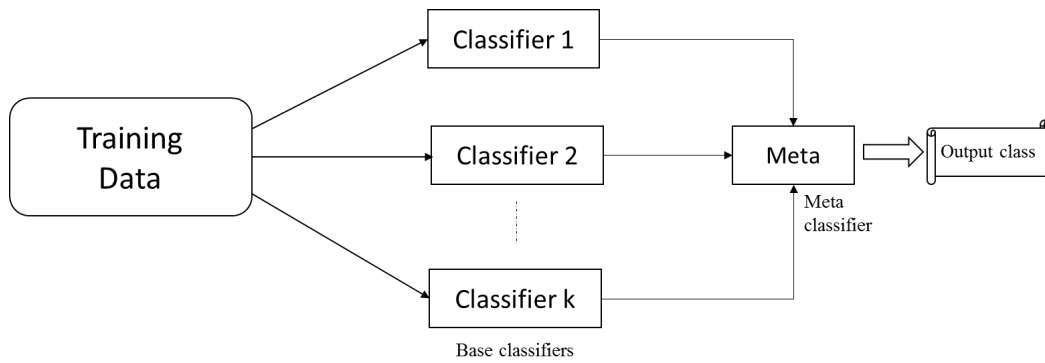 Training
Data
Classifier 1
Classifier 2
Classifier k
Base classifiers
Meta
Meta
classifier
Output class